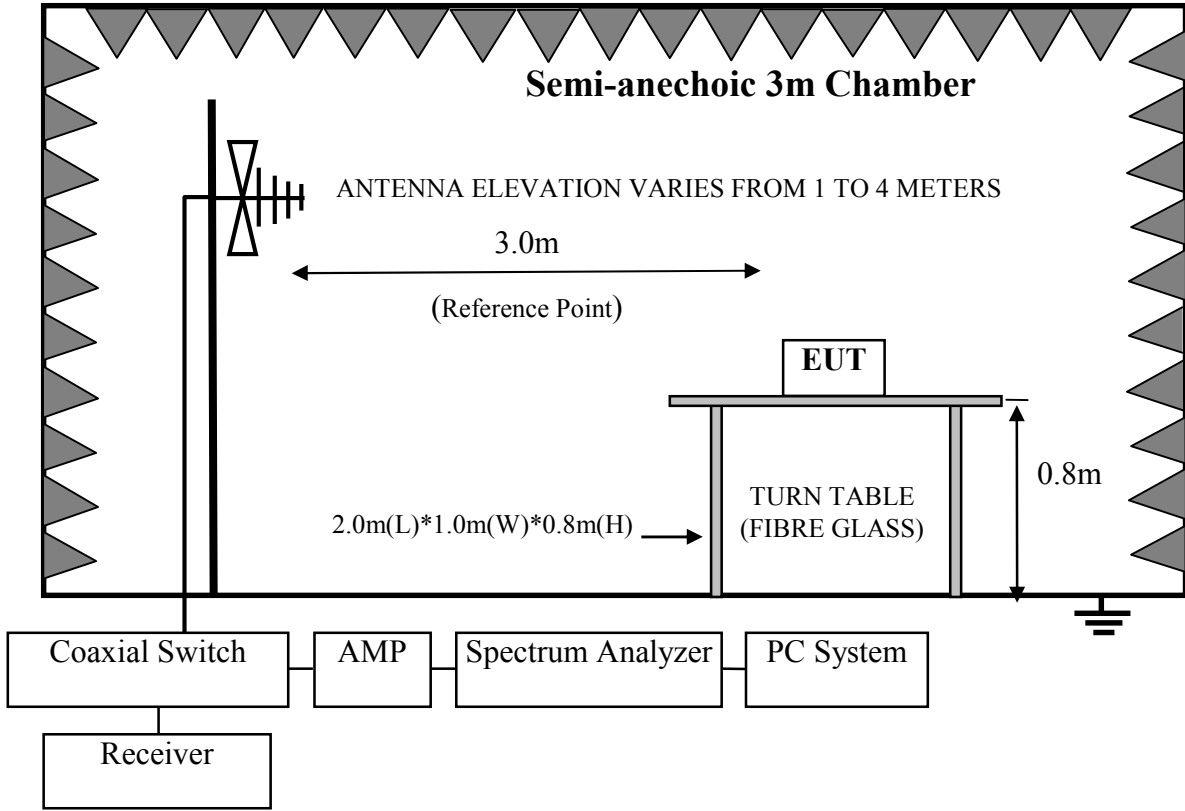 Semi-anechoic 3m Chamber
ANTENNA ELEVATION VARIES FROM 1 TO 4 METERS
3.0m
(Reference Point)
EUT
0.8m
TURN TABLE
(FIBRE GLASS)
2.0m(L)*1.0m(W)*0.8m(H)
Coaxial Switch
AMP
Spectrum Analyzer
PC System
Receiver